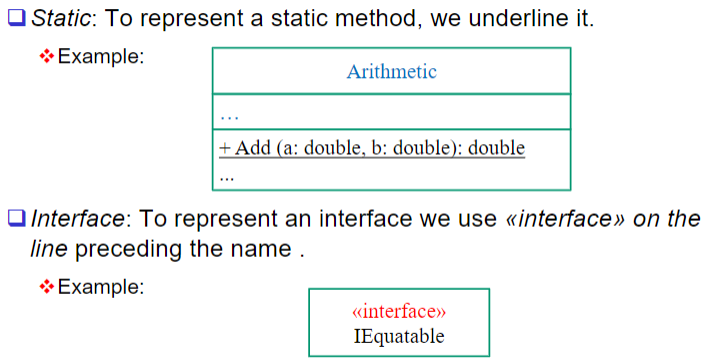 Static: To represent a static method, we underline it.
Example:
Arithmetic
...
+ Add (a: double, b: double): double
...
Interface: To represent an interface we use «interface» on the
line preceding the name .
Example:
«interface»
IEquatable